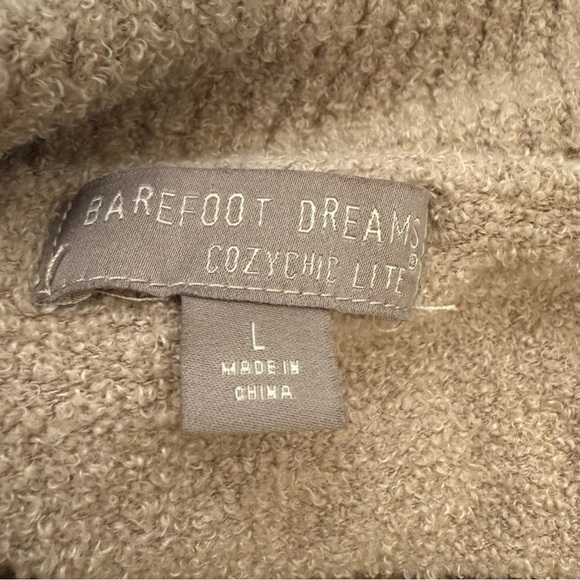 BAREFOOT DREAMS
COZYCHIC LITE®
L
MADE IN
CHINA